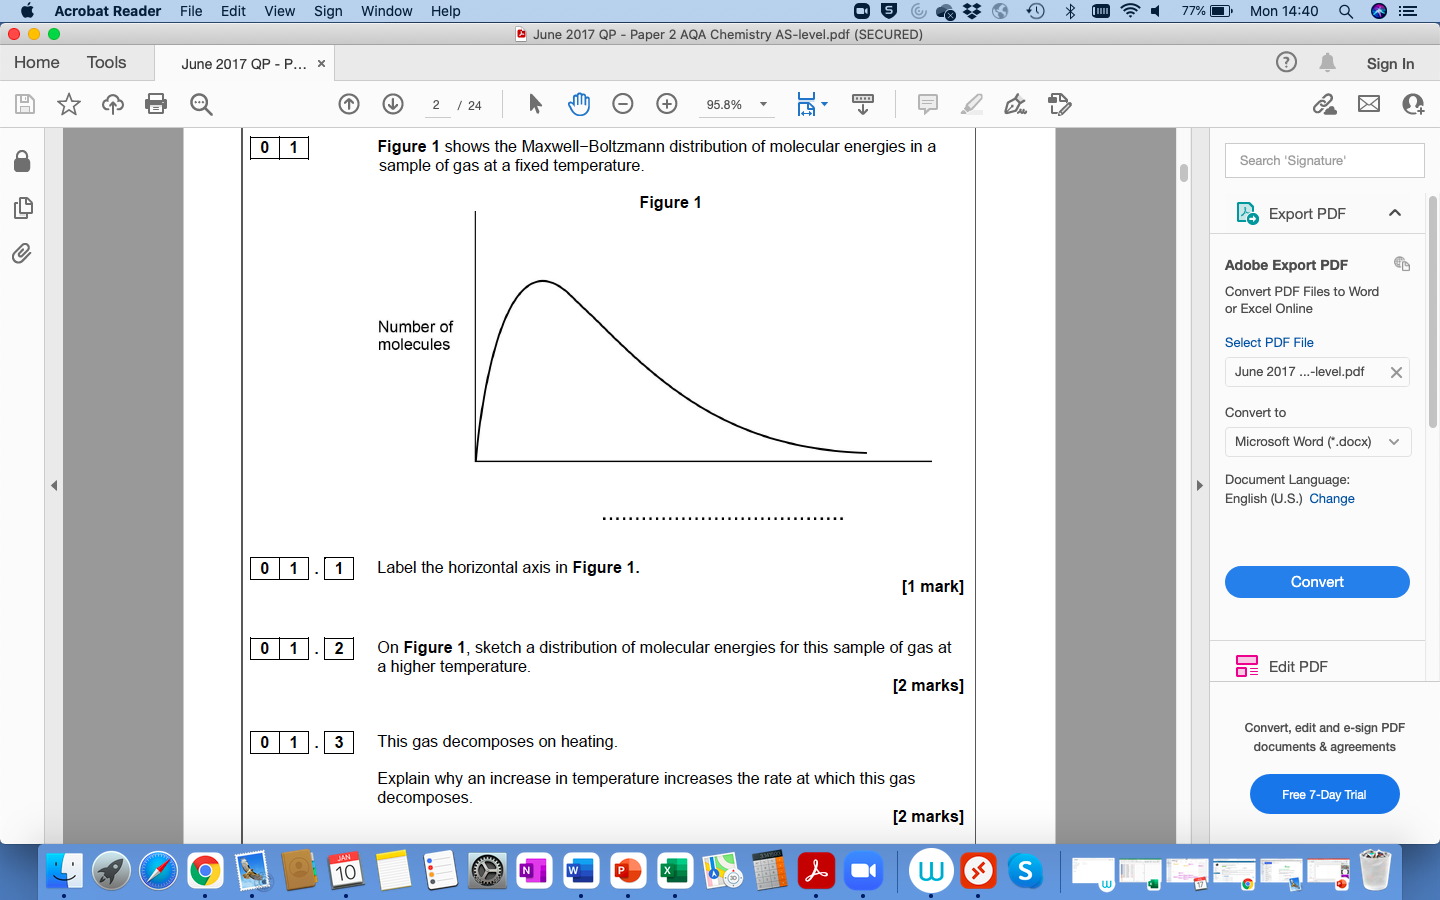 Acrobat Reader File Edit View Sign Window Help 77% Mon 14:40
June 2017 QP - Paper 2 AQA Chemistry AS-level.pdf (SECURED)
Home Tools June 2017 QP - P... × Sign In
2 / 24 95.8%
0 1 Figure 1 shows the Maxwell–Boltzmann distribution of molecular energies in a
sample of gas at a fixed temperature.
Figure 1
Number of
molecules
....................................
0 1 . 1 Label the horizontal axis in Figure 1.
[1 mark]
0 1 . 2 On Figure 1, sketch a distribution of molecular energies for this sample of gas at
a higher temperature.
[2 marks]
0 1 . 3 This gas decomposes on heating.
Explain why an increase in temperature increases the rate at which this gas
decomposes.
[2 marks]
Search 'Signature'
Export PDF
Adobe Export PDF
Convert PDF Files to Word
or Excel Online
Select PDF File
June 2017 ...-level.pdf
Convert to
Microsoft Word (*.docx)
Document Language:
English (U.S.) Change
Convert
Edit PDF
Convert, edit and e-sign PDF
documents & agreements
Free 7-Day Trial
JAN
10